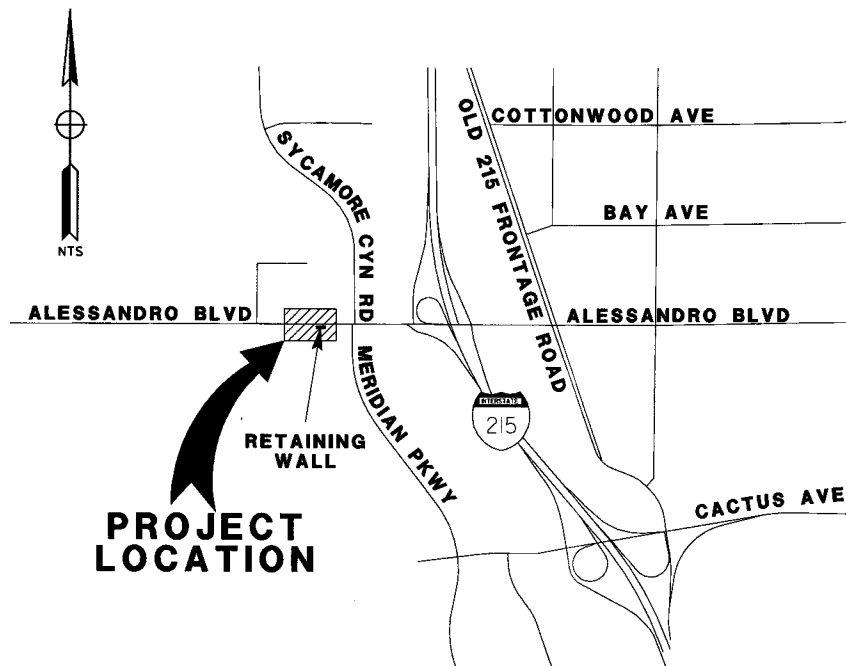 COTTONWOOD AVE
SYCAMORE CYN RD
OLD 215 FRONTAGE ROAD
BAY AVE
NTS
ALESSANDRO BLVD
ALESSANDRO BLVD
MERIDIAN PKWY
INTERSTATE
215
RETAINING
WALL
CACTUS AVE
PROJECT
LOCATION